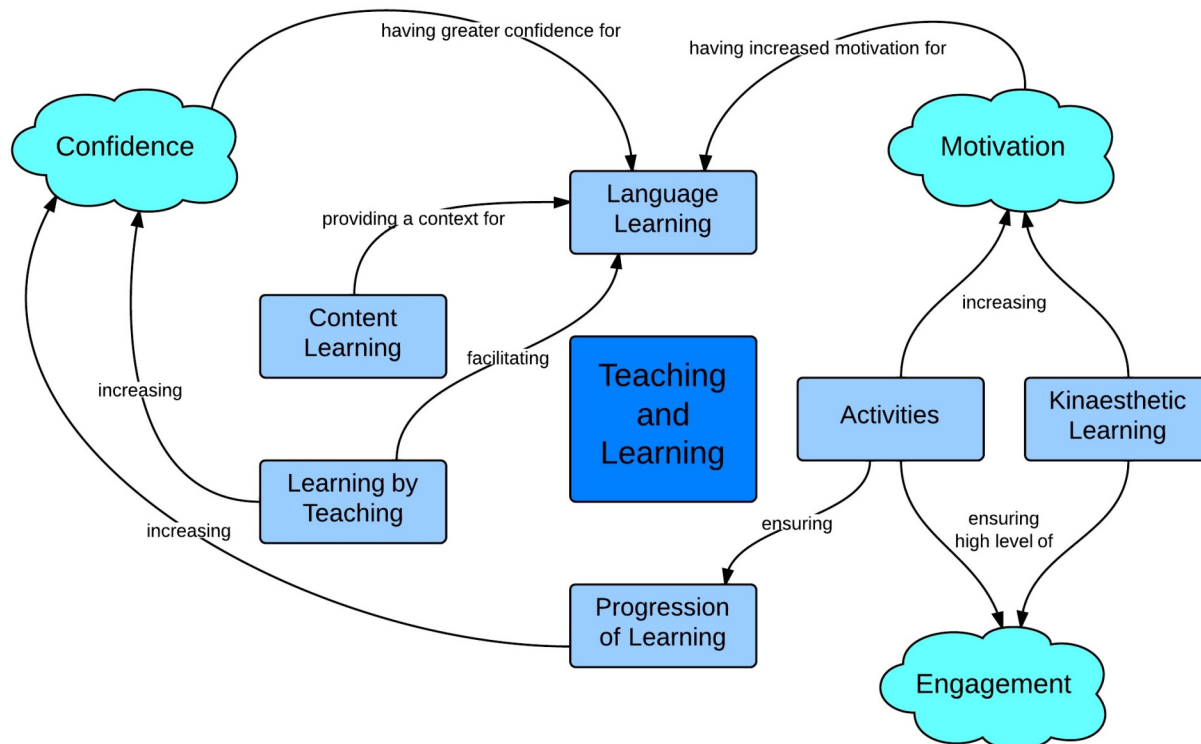 having greater confidence for
having increased motivation for
Confidence
Motivation
Language
Learning
providing a context for
Content
Learning
increasing
facilitating
Teaching
and
Learning
increasing
Activities
Kinaesthetic
Learning
Learning by
Teaching
increasing
ensuring
ensuring
high level of
Progression
of Learning
Engagement